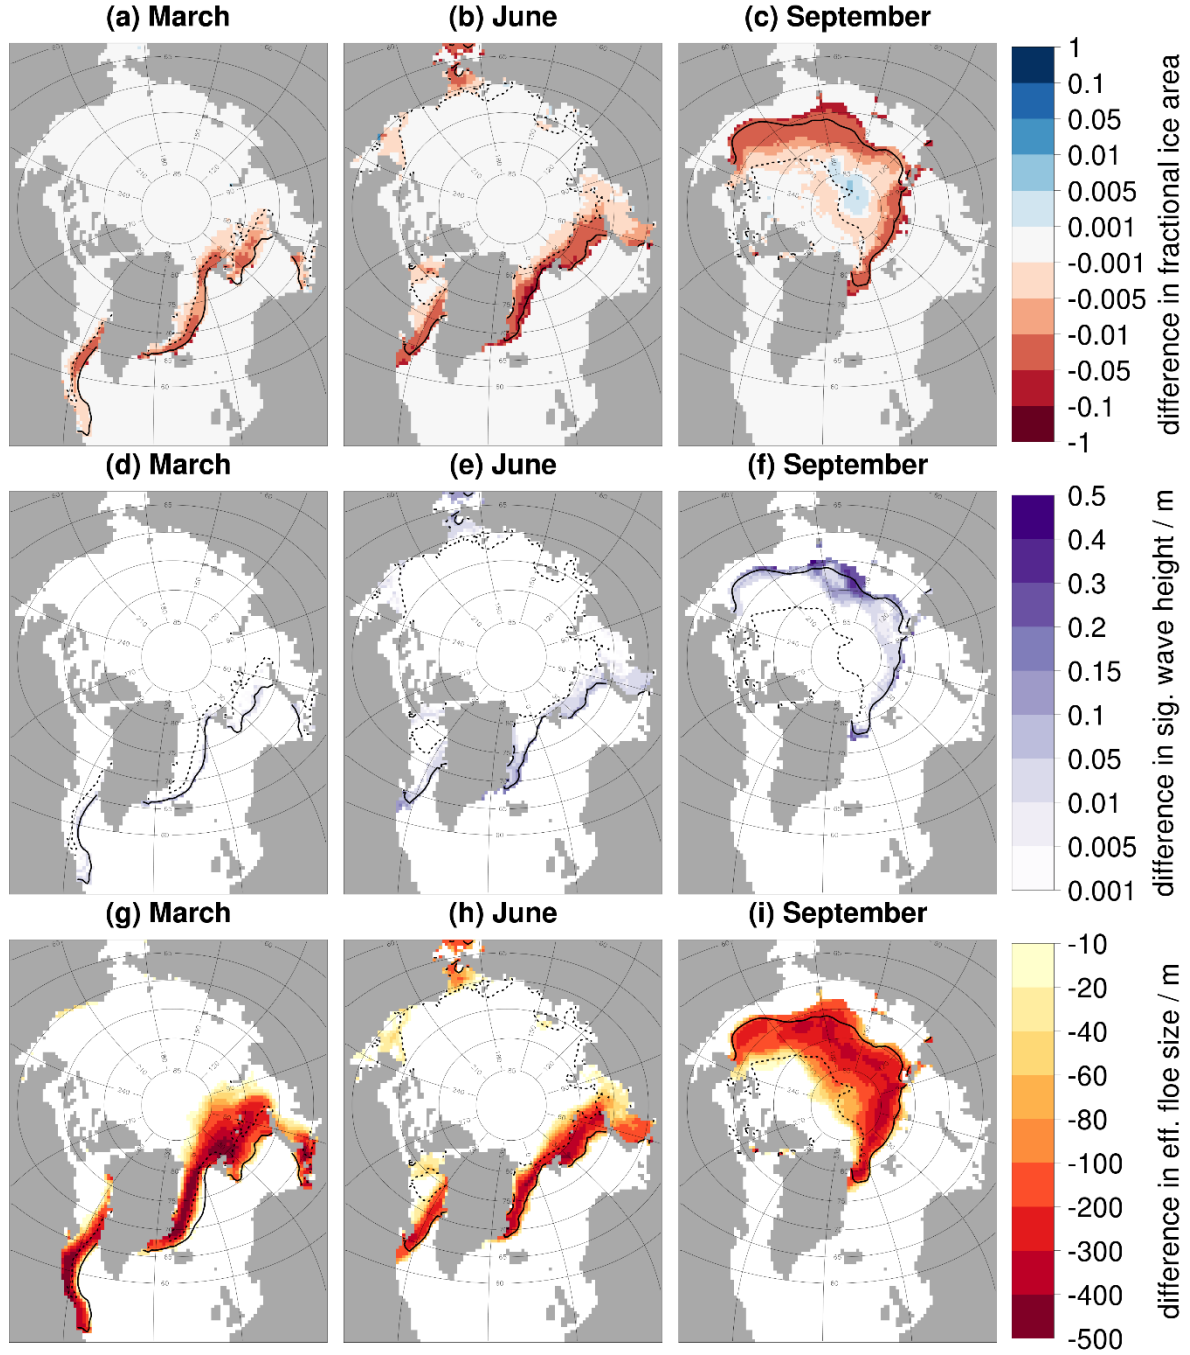 (a) March
(b) June
(c) September
1
0.1
0.05
0.01
0.005
0.001
-0.001
-0.005
-0.01
-0.05
-0.1
-1
difference in fractional ice area
(d) March
(e) June
(f) September
0.5
0.4
0.3
0.2
0.15
0.1
0.05
0.01
0.005
0.001
difference in sig. wave height / m
(g) March
(h) June
(i) September
-10
-20
-40
-60
-80
-100
-200
-300
-400
-500
difference in eff. floe size / m